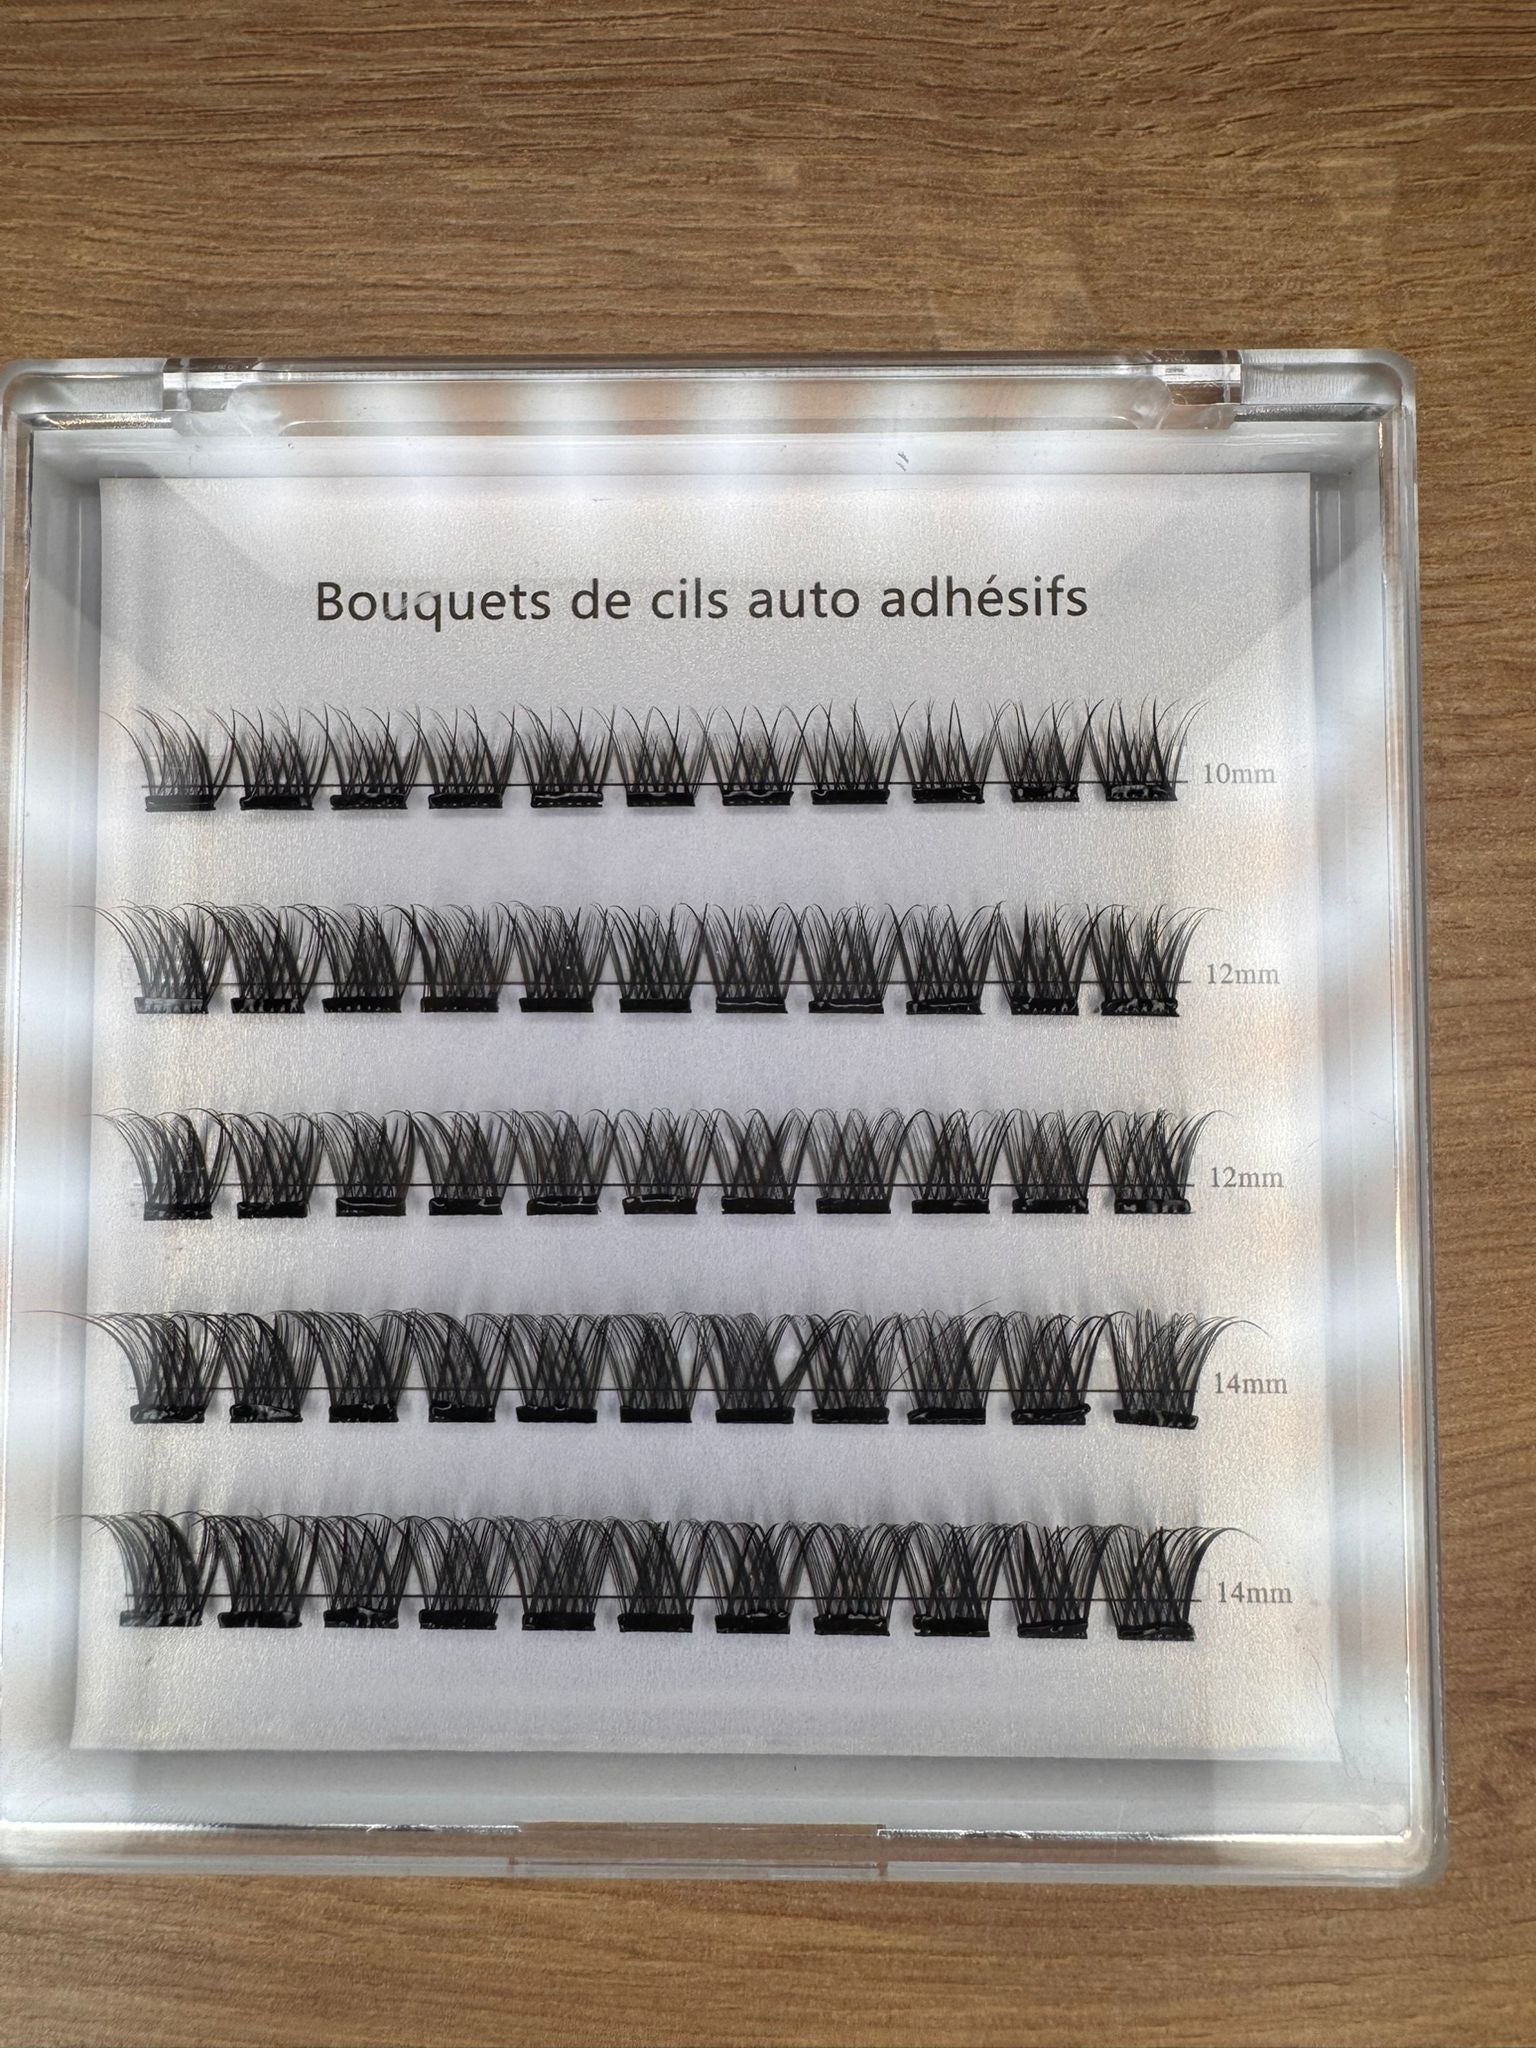 Bouquets de cils auto adhésifs
10mm
12mm
12mm
14mm
14mm